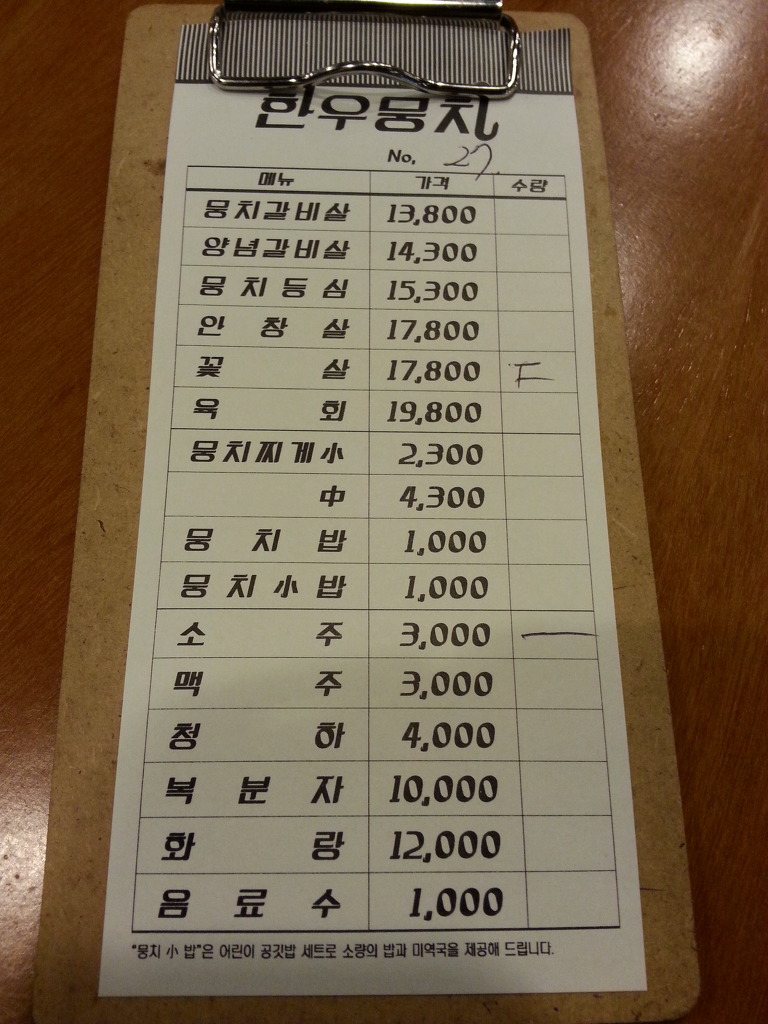 한우뭉치
No. 27.
메뉴 가격 수량
뭉치갈비살 13,800
양념갈비살 14,300
뭉치등심 15,300
안창살 17,800
꽃살 17,800
육회 19,800
뭉치찌게小 2,300
中 4,300
뭉치밥 1,000
뭉치小밥 1,000
소주 3,000 一
맥주 3,000
청하 4,000
복분자 10,000
화랑 12,000
음료수 1,000
"뭉치 小 밥"은 어린이 공깃밥 세트로 소량의 밥과 미역국을 제공해 드립니다.